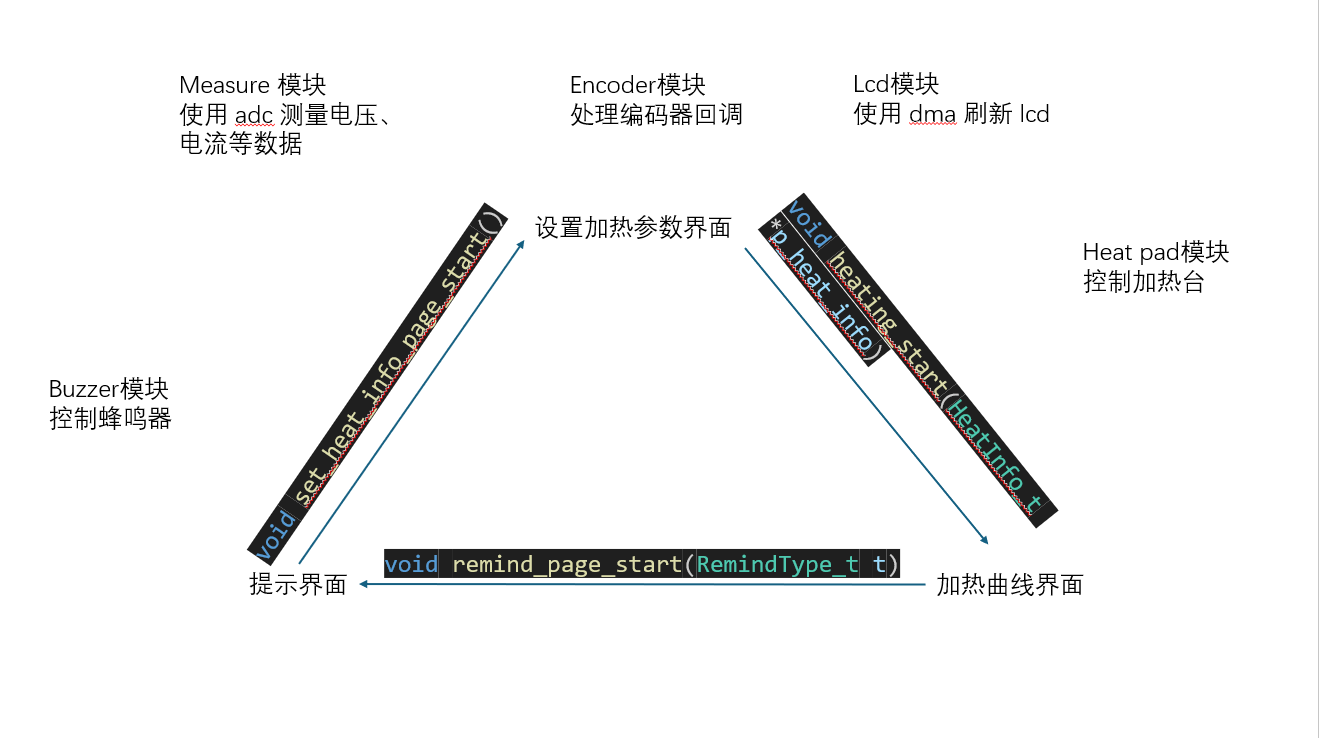 Measure 模块
使用 adc 测量电压、
电流等数据
Encoder模块
处理编码器回调
Lcd模块
使用 dma 刷新 lcd
设置加热参数界面
void set_heat_info_page_start()
void heating_start(HeatInfo_t
*p_heat_info)
Heat pad模块
控制加热台
Buzzer模块
控制蜂鸣器
void remind_page_start(RemindType_t t)
提示界面
加热曲线界面